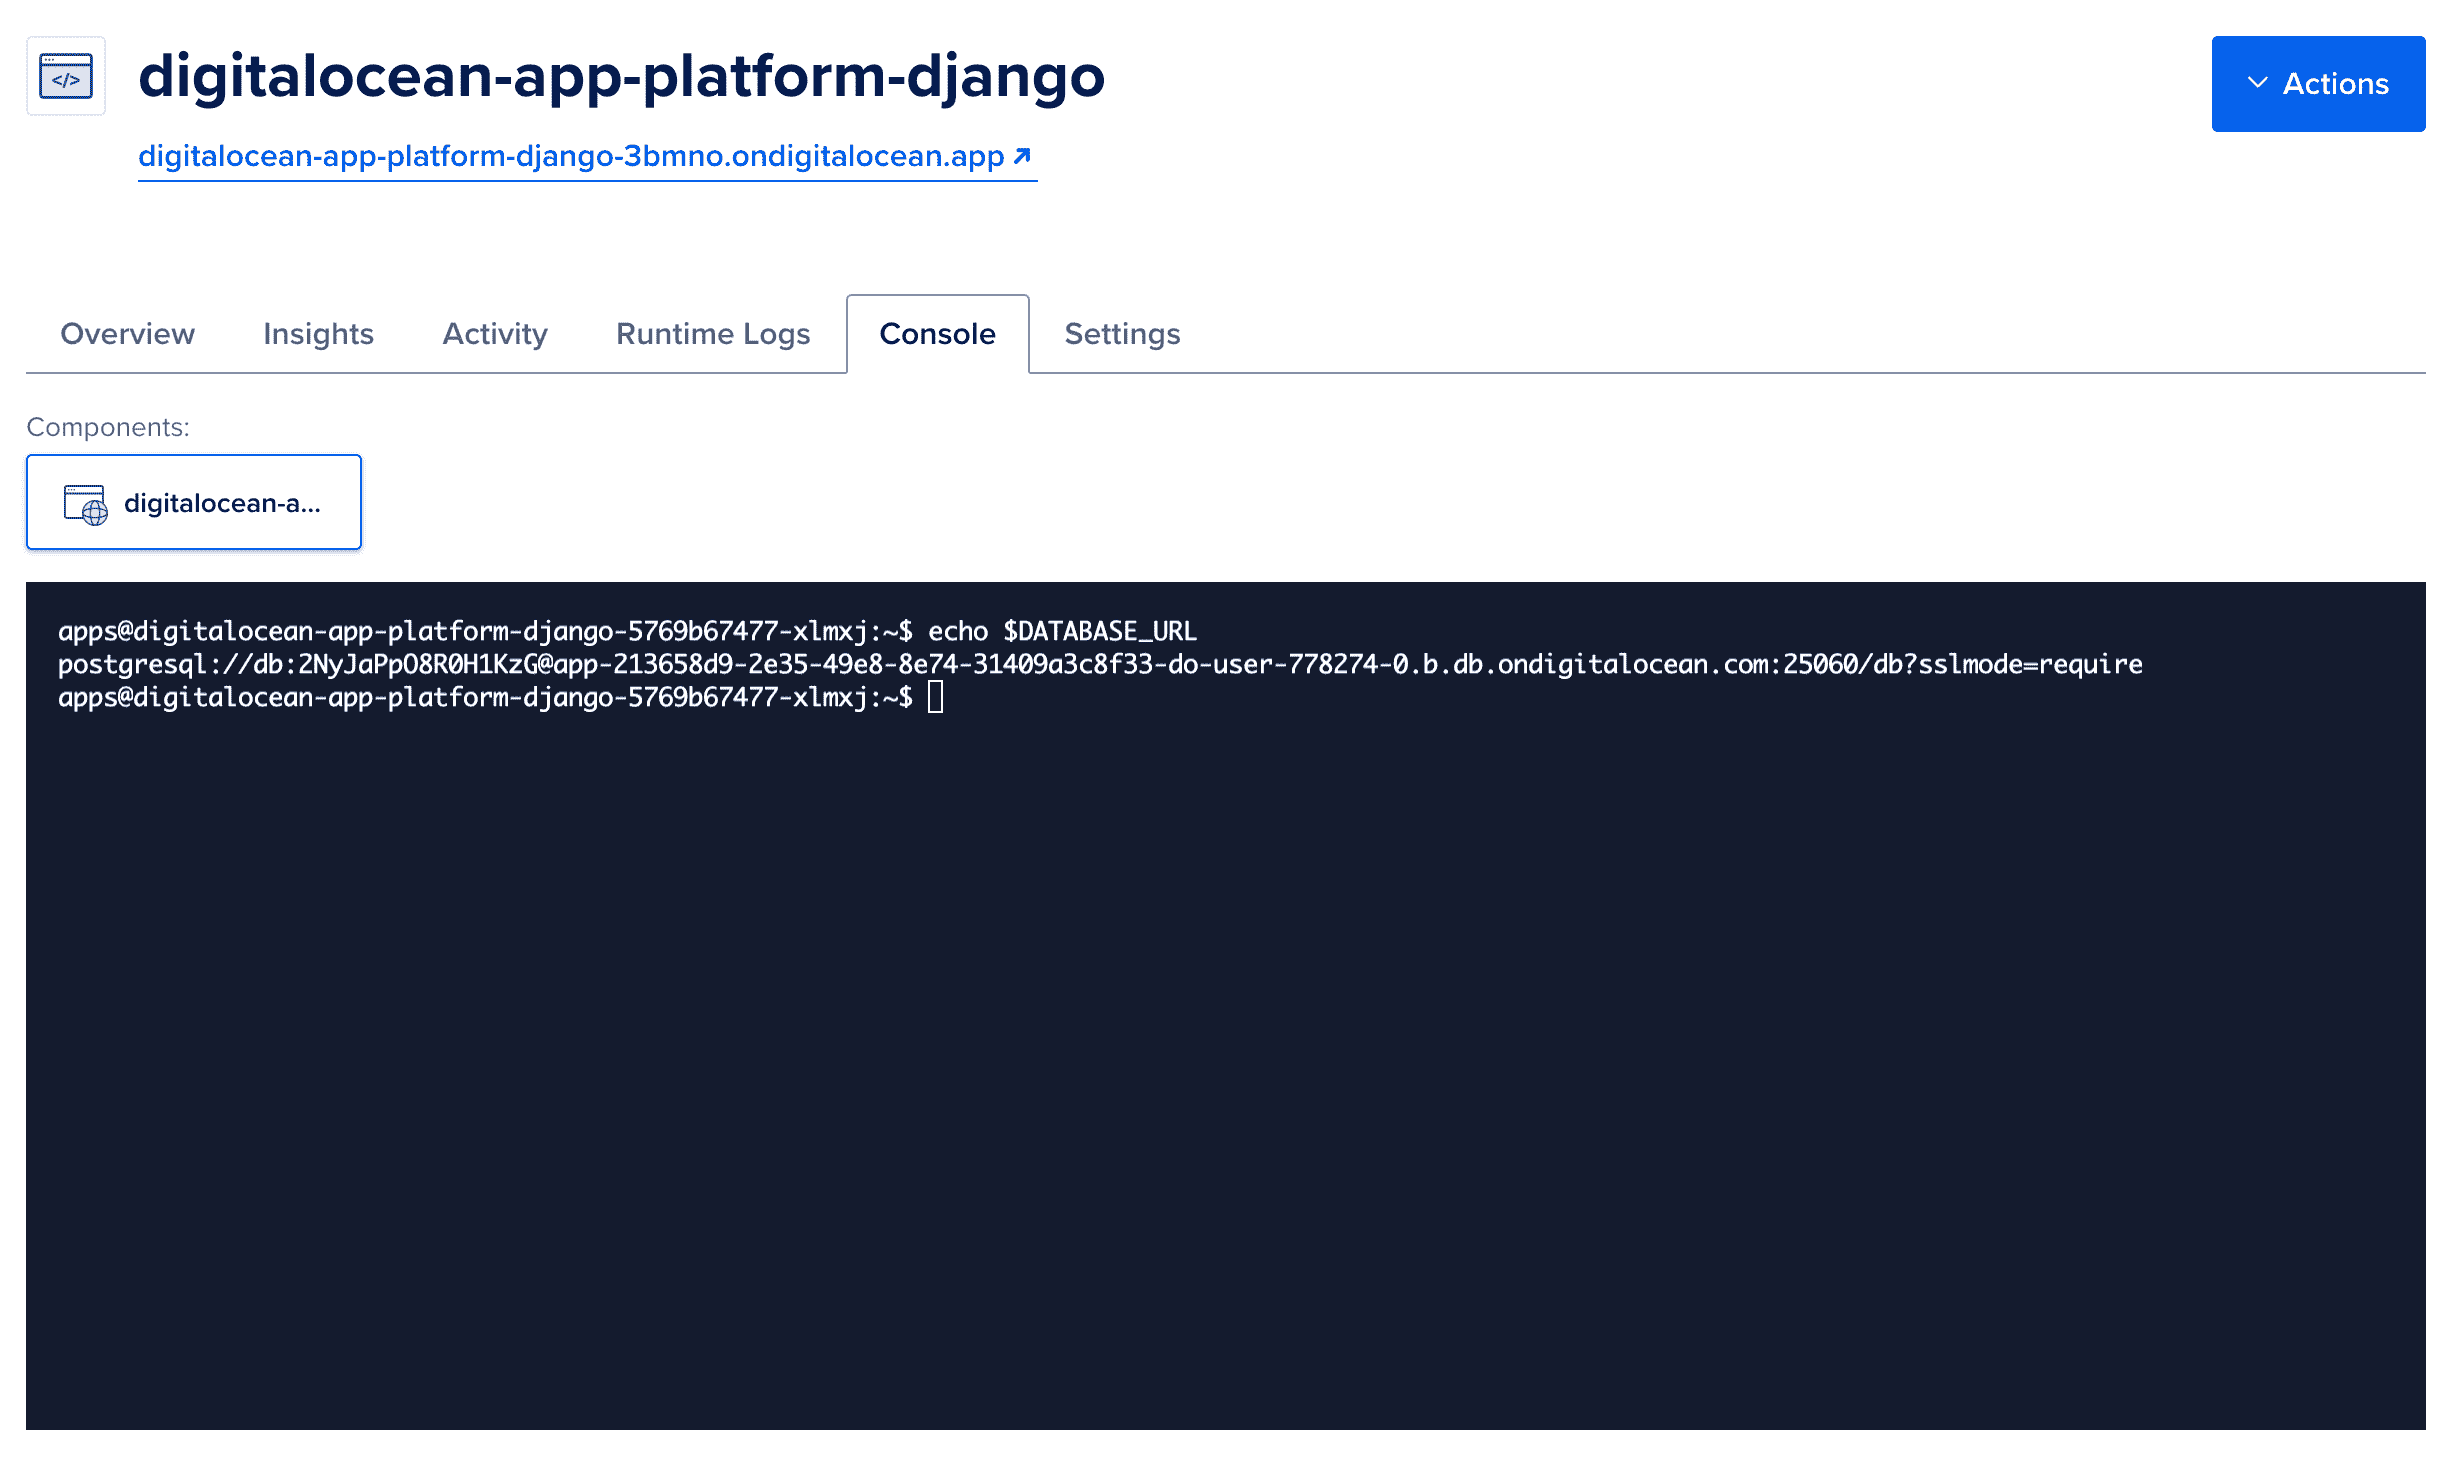 </>
digitalocean-app-platform-django
Actions
digitalocean-app-platform-django-3bmno.ondigitalocean.app
Overview Insights Activity Runtime Logs Console Settings
Components:
digitalocean-a...
apps@digitalocean-app-platform-django-5769b67477-xlmxj:~$ echo $DATABASE_URL
postgresql://db:2NyJaPpO8R0H1KzG@app-213658d9-2e35-49e8-8e74-31409a3c8f33-do-user-778274-0.b.db.ondigitalocean.com:25060/db?sslmode=require
apps@digitalocean-app-platform-django-5769b67477-xlmxj:~$